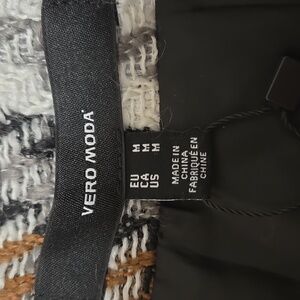 VERO MODA
EU M
CA M
US M
MADE IN
CHINA
FABRIQUÉ EN
CHINE